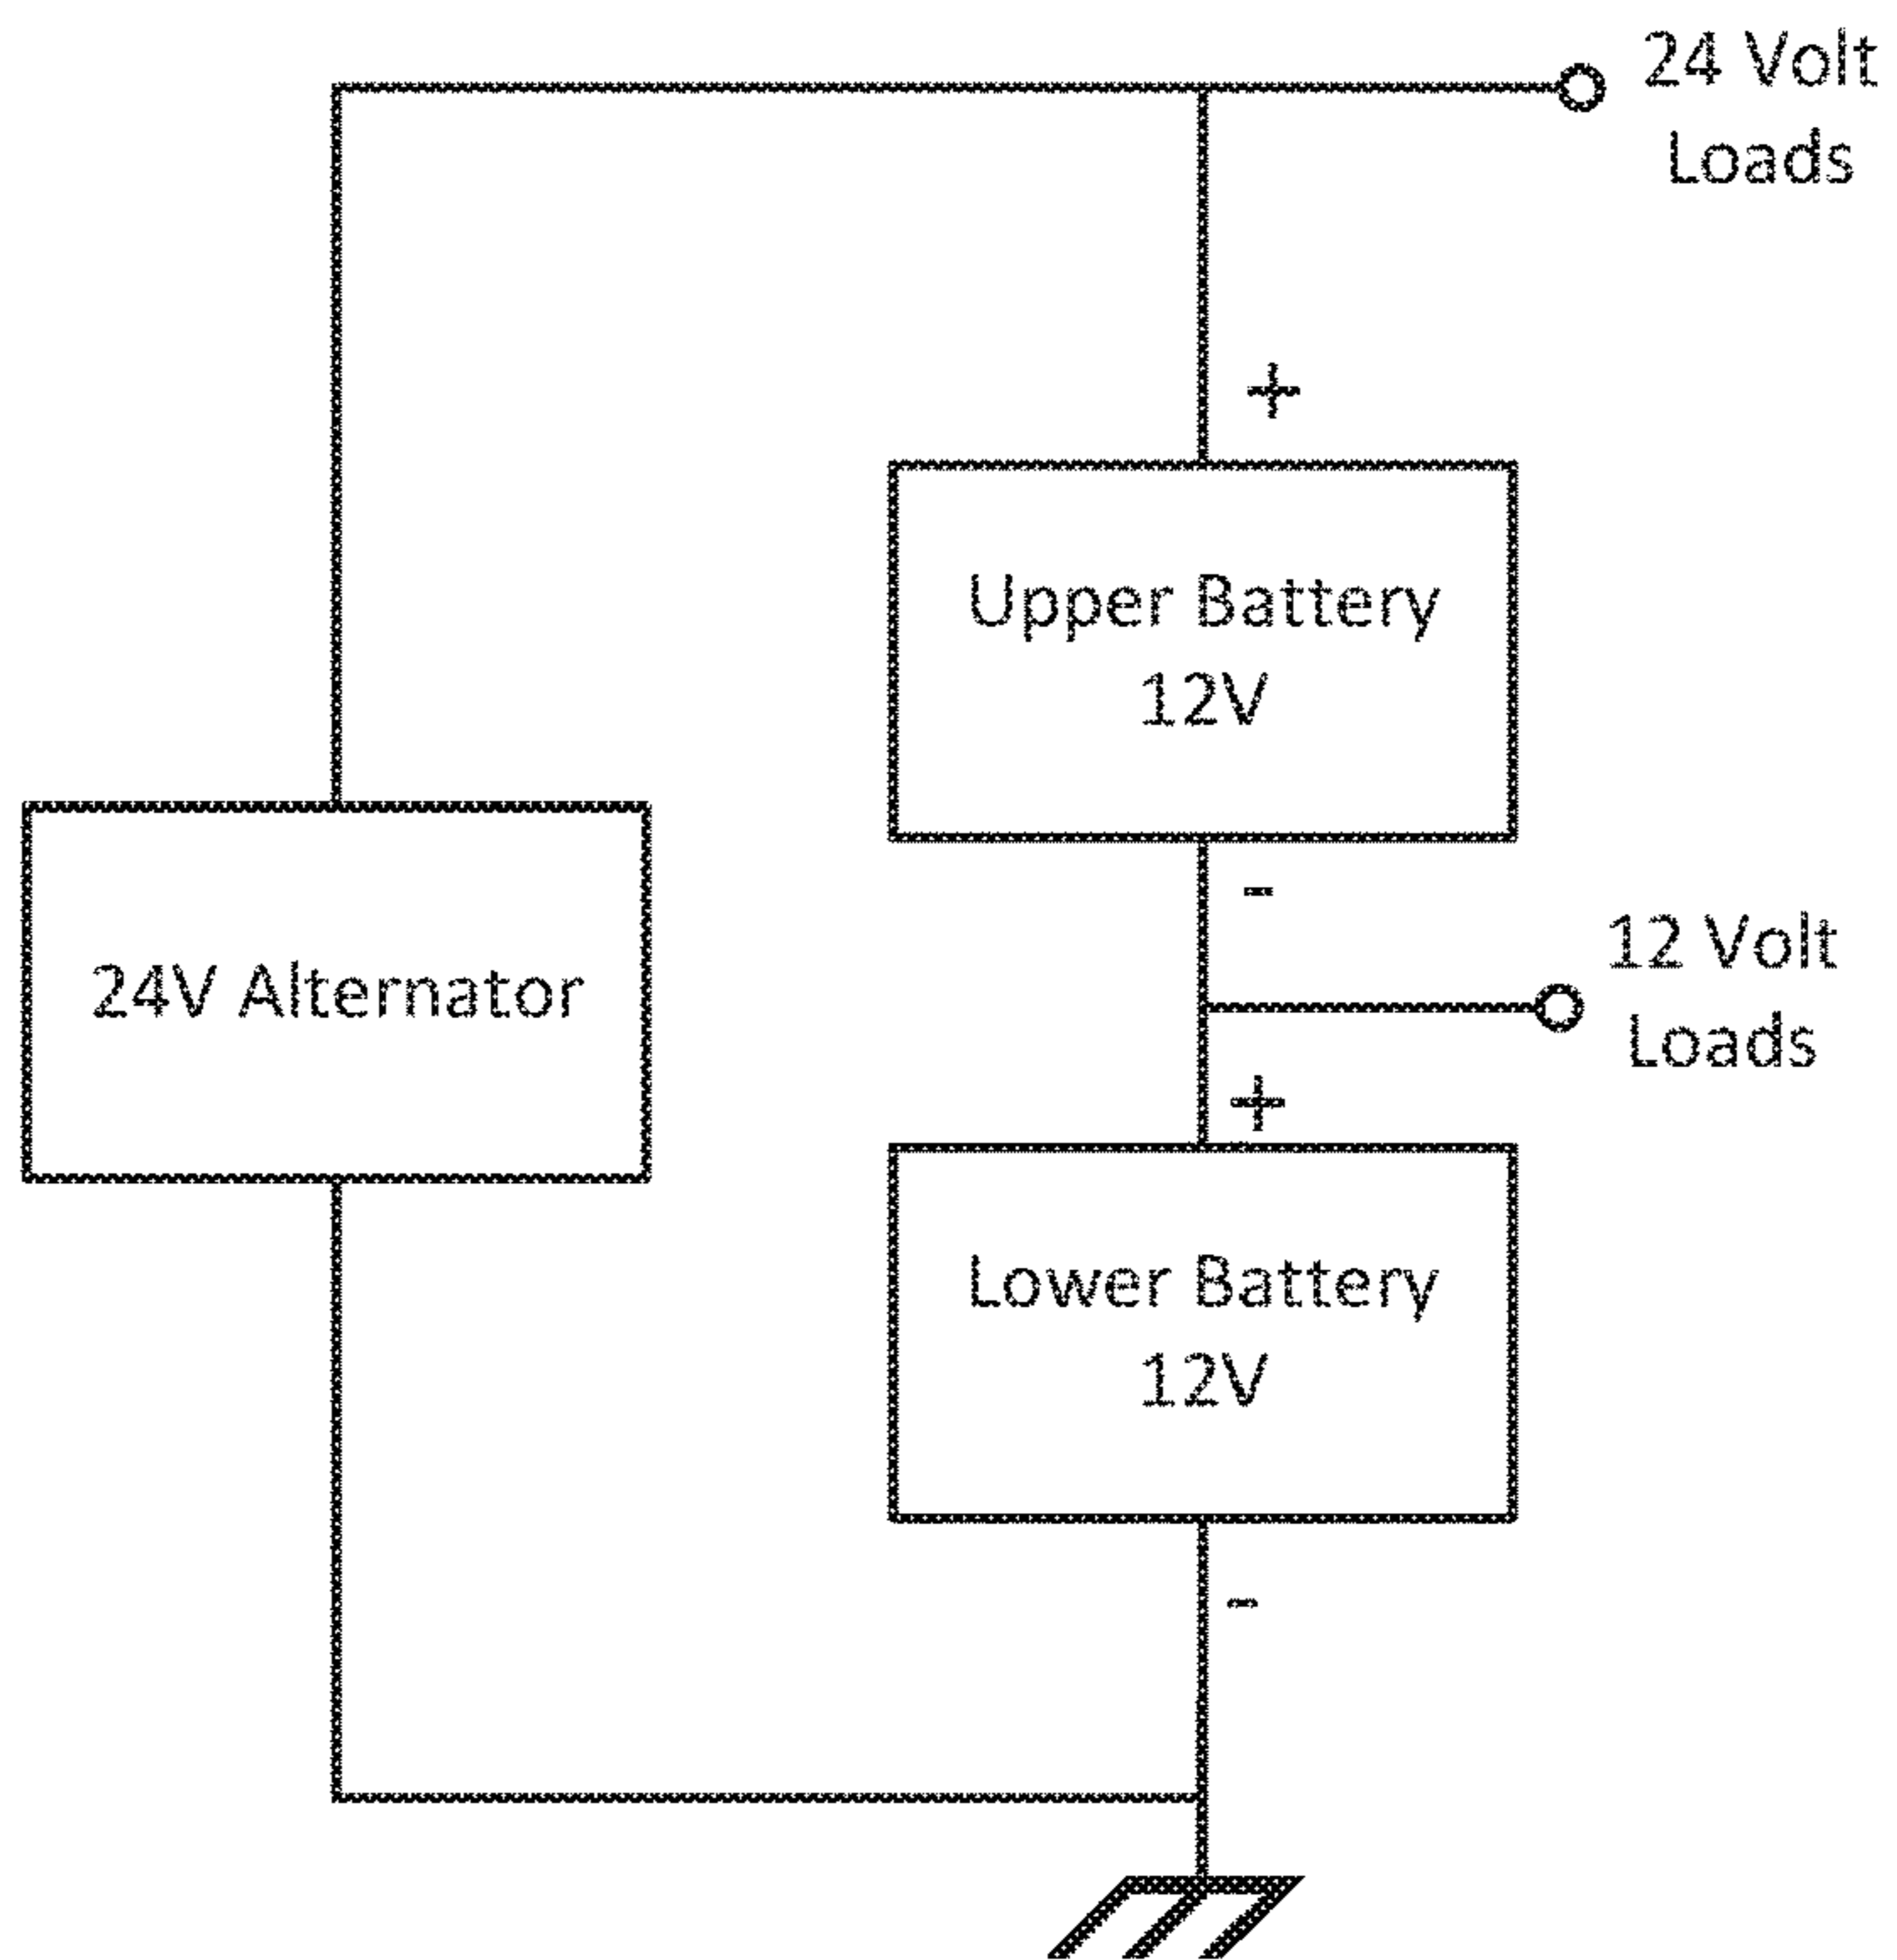 24 Volt
Loads
+
Upper Battery
12V
-
24V Alternator
12 Volt
Loads
+
Lower Battery
12V
-